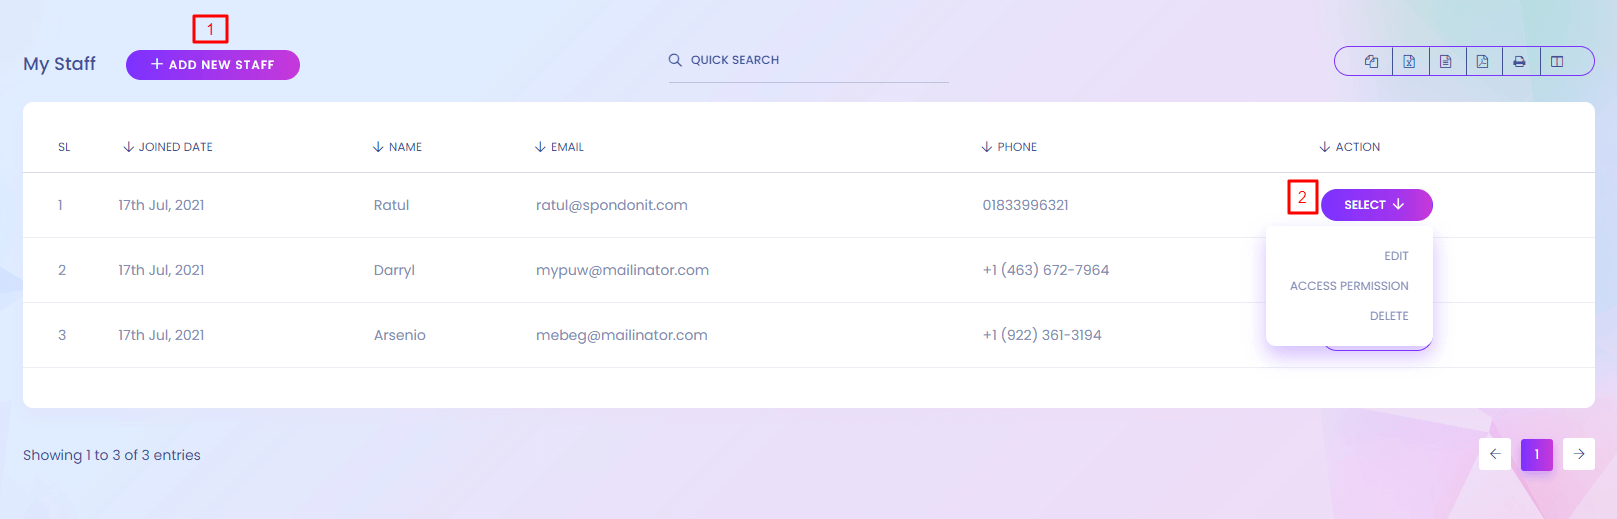 1
My Staff
+ ADD NEW STAFF
QUICK SEARCH
SL JOINED DATE NAME EMAIL PHONE ACTION
1 17th Jul, 2021 Ratul ratul@spondonit.com 01833996321 2 SELECT
EDIT
2 17th Jul, 2021 Darryl mypuw@mailinator.com +1 (463) 672-7964
ACCESS PERMISSION
DELETE
3 17th Jul, 2021 Arsenio mebeg@mailinator.com +1 (922) 361-3194
Showing 1 to 3 of 3 entries
1